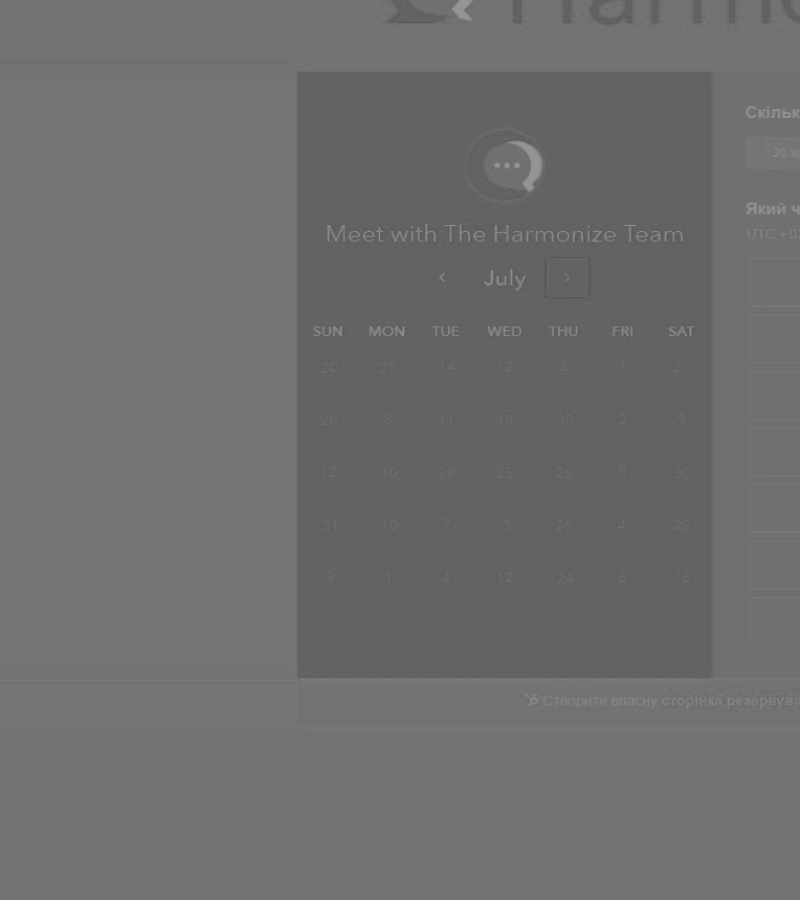 Harmo
Meet with The Harmonize Team
July
SUN MON TUE WED THU FRI SAT
20 27 14 12 4 1 21
28 8 11 18 30 2 9
12 10 28 25 26 9 30
31 10 7 3 26 4 22
9 1 4 12 24 6 16
Скільк
30 хв
Який ч
UTC +0
Створити власну сторінка резервува